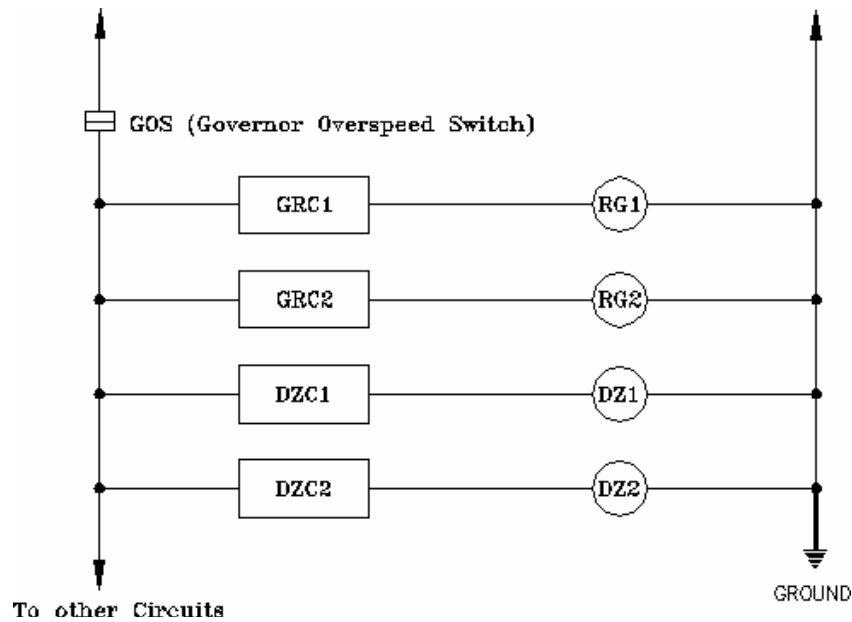 GOS (Governor Overspeed Switch)
GRC1 RG1
GRC2 RG2
DZC1 DZ1
DZC2 DZ2
GROUND
To other Circuits